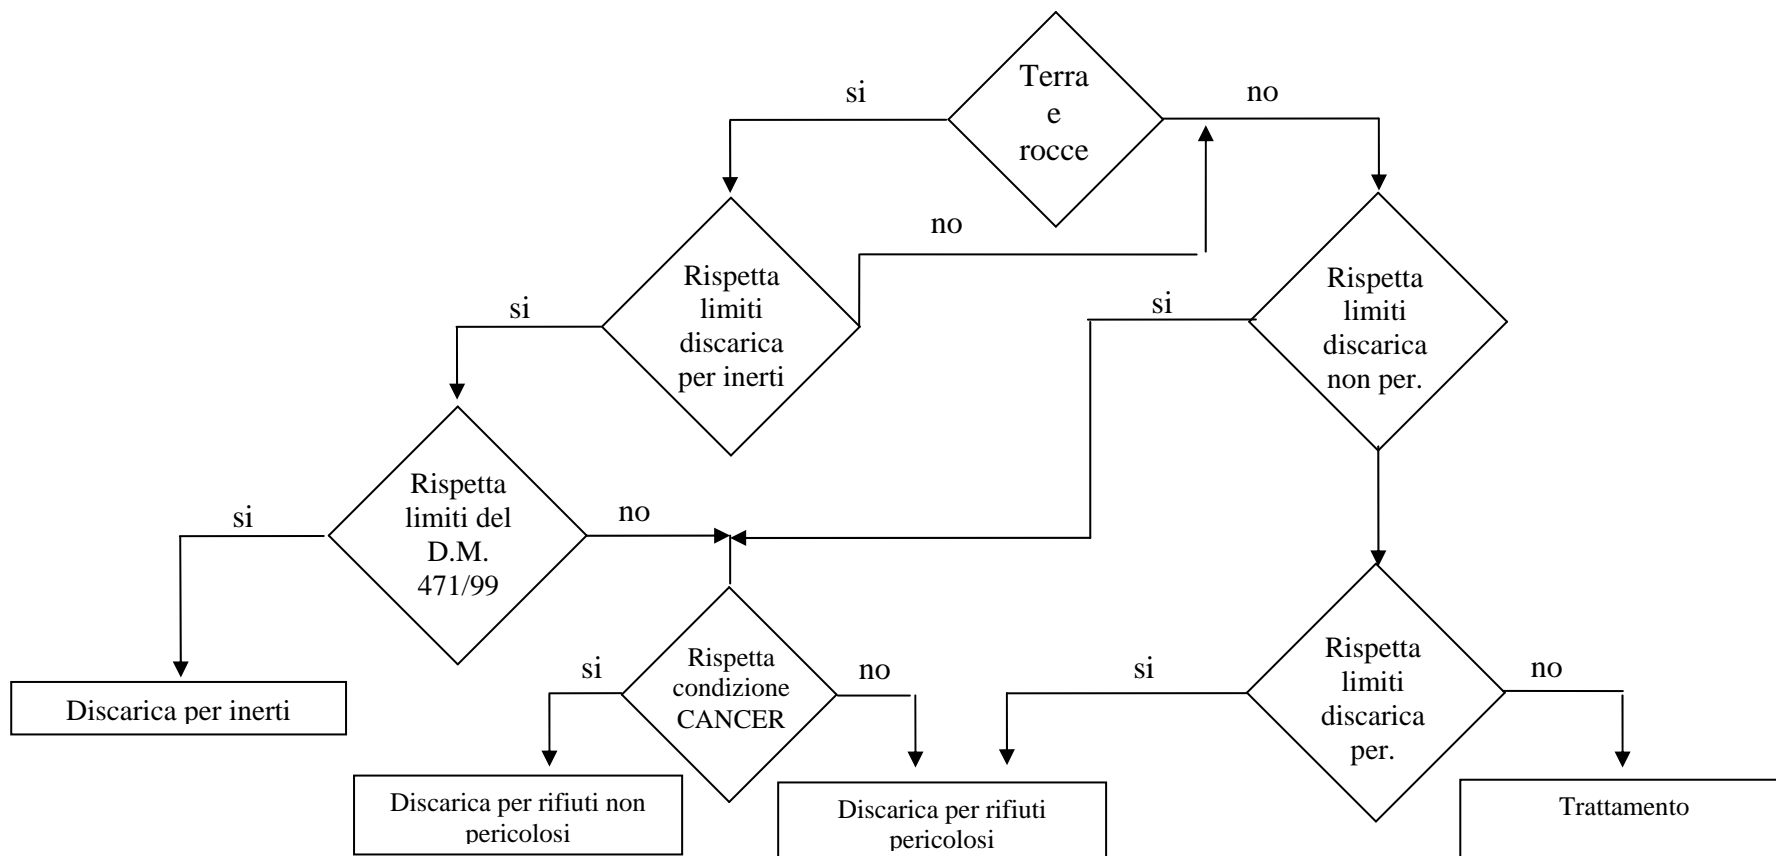 Terra
e
rocce
si
no
Rispetta
limiti
discarica
per inerti
si
no
Rispetta
limiti
discarica
non per.
si
Rispetta
limiti del
D.M.
471/99
si
no
Rispetta
condizione
CANCER
si
no
Rispetta
limiti
discarica
per.
si
no
Discarica per inerti
Discarica per rifiuti non
pericolosi
Discarica per rifiuti
pericolosi
Trattamento